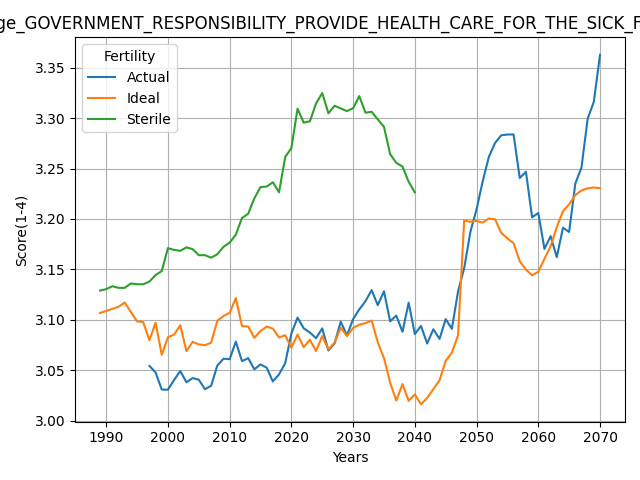 ge_GOVERNMENT_RESPONSIBILITY_PROVIDE_HEALTH_CARE_FOR_THE_SICK_F
Fertility
Actual
Ideal
Sterile
Score(1-4)
3.35
3.30
3.25
3.20
3.15
3.10
3.05
3.00
1990 2000 2010 2020 2030 2040 2050 2060 2070
Years